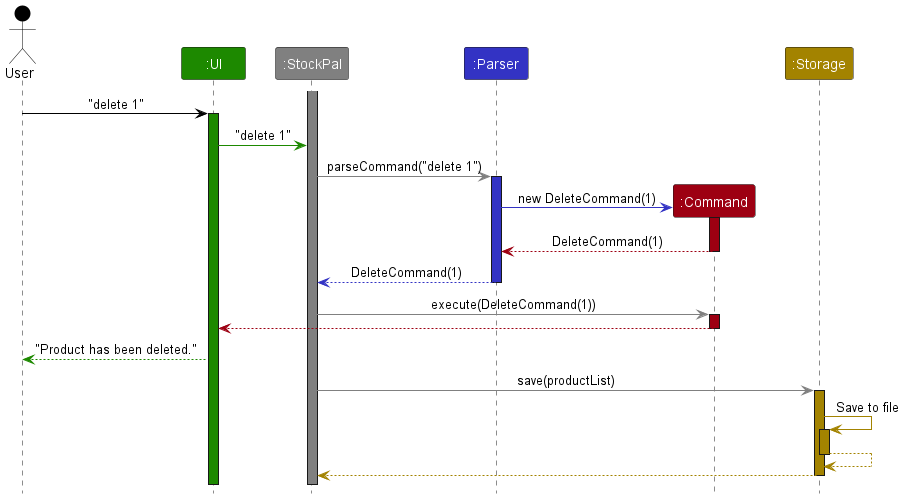 User
:UI
:StockPal
:Parser
:Storage
"delete 1"
"delete 1"
parseCommand("delete 1")
new DeleteCommand(1)
:Command
DeleteCommand(1)
DeleteCommand(1)
execute(DeleteCommand(1))
"Product has been deleted."
save(productList)
Save to file